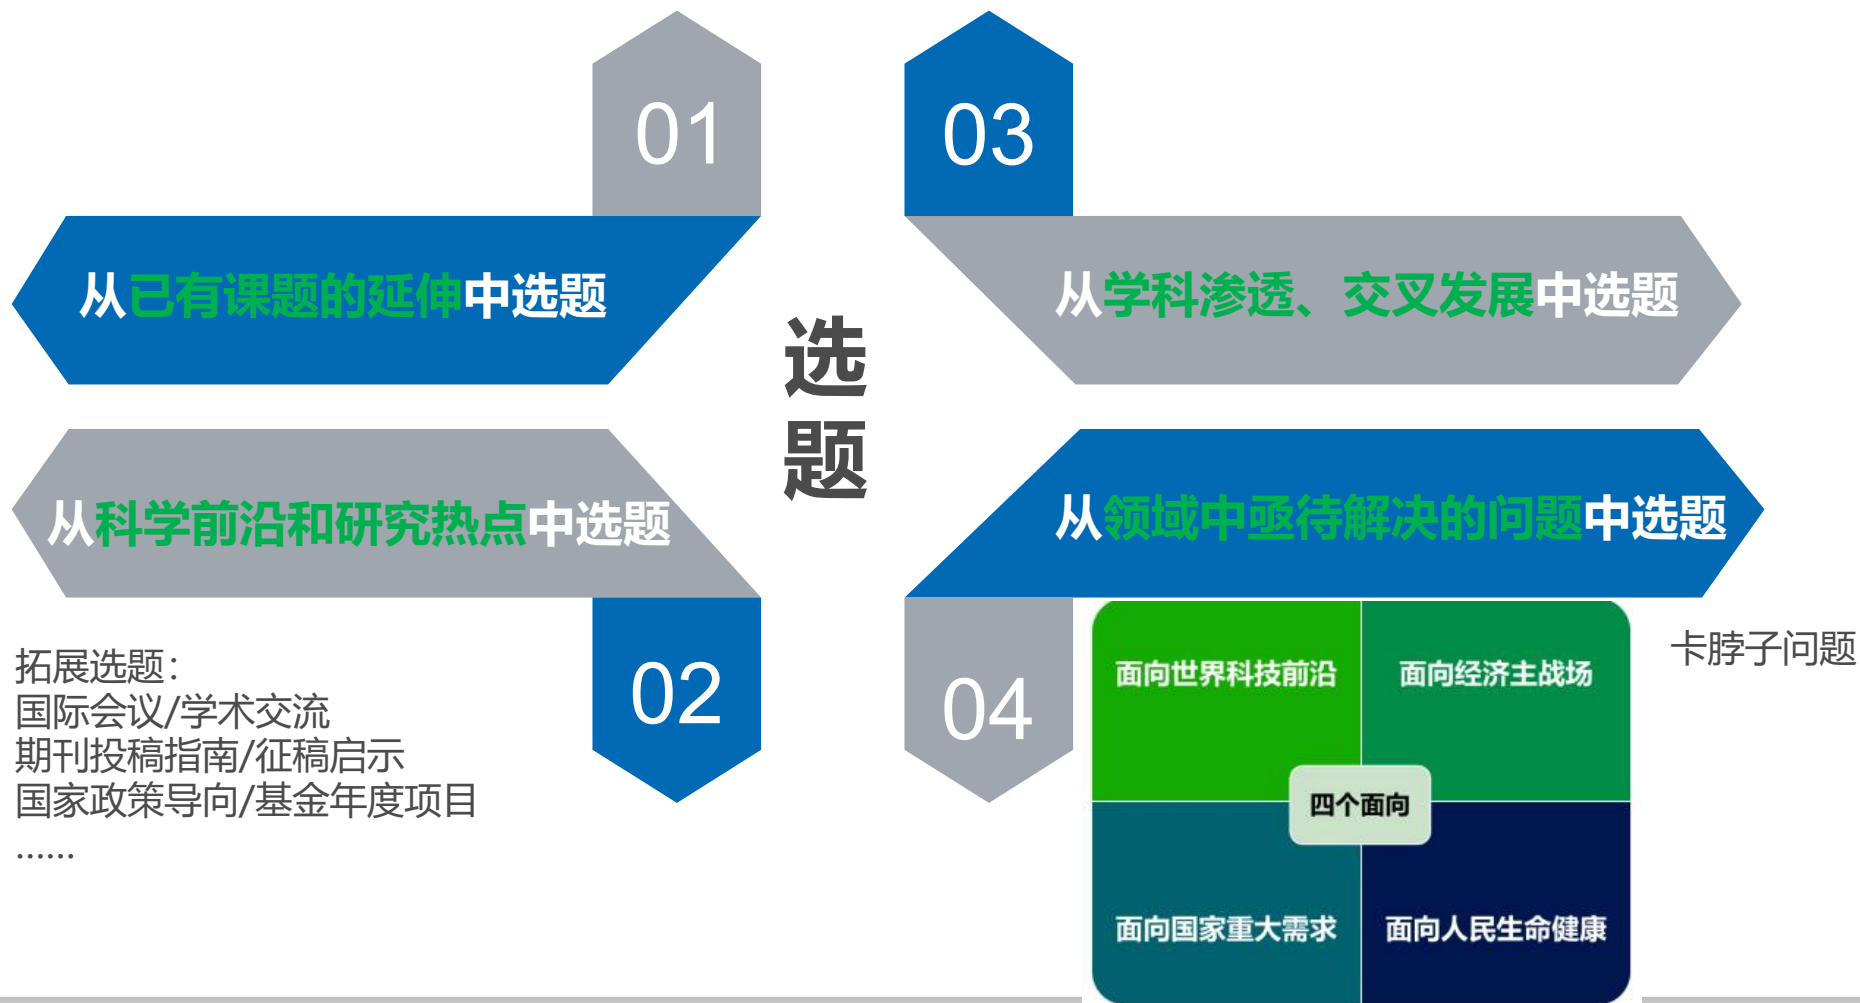 01
从已有课题的延伸中选题
从科学前沿和研究热点中选题
02
拓展选题：
国际会议/学术交流
期刊投稿指南/征稿启示
国家政策导向/基金年度项目
……
选
题
03
从学科渗透、交叉发展中选题
从领域中亟待解决的问题中选题
04
面向世界科技前沿
面向经济主战场
四个面向
面向国家重大需求
面向人民生命健康
卡脖子问题